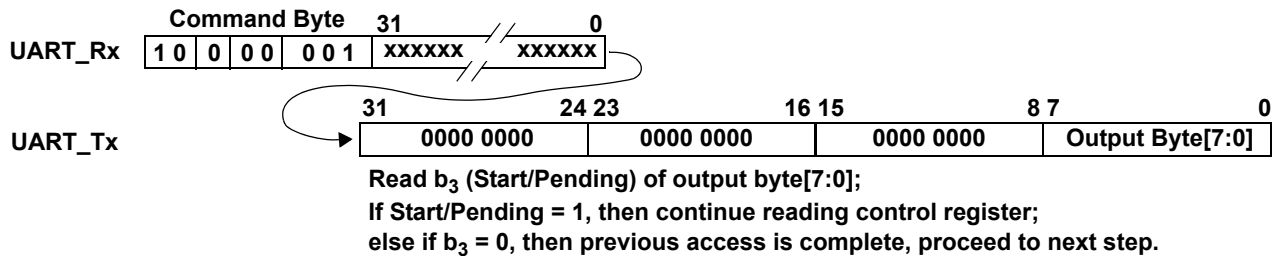 Command Byte 31 0
UART_Rx 1 0 0 0 0 0 0 1 xxxxxx xxxxxx
31 24 23 16 15 8 7 0
UART_Tx 0000 0000 0000 0000 0000 0000 Output Byte[7:0]
Read b3 (Start/Pending) of output byte[7:0];
If Start/Pending = 1, then continue reading control register;
else if b3 = 0, then previous access is complete, proceed to next step.